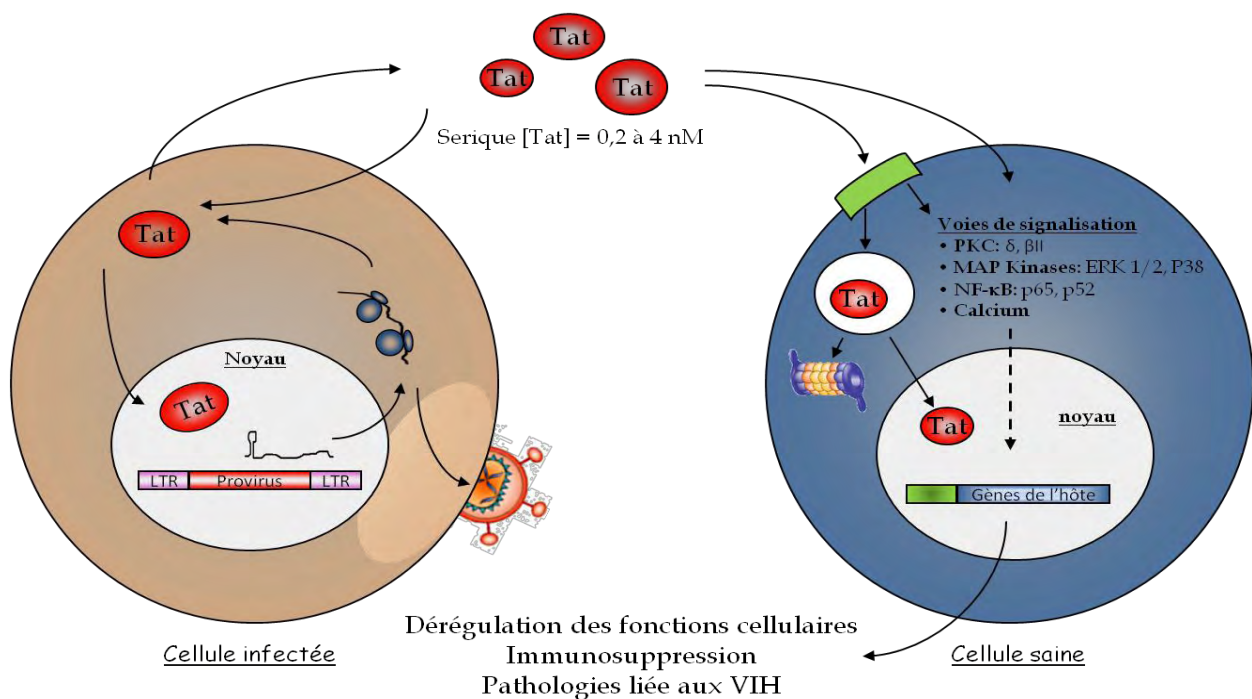 Tat
Tat
Tat
Serique [Tat] = 0,2 à 4 nM
Tat
Noyau
Tat
LTR Provirus LTR
Cellule infectée
Voies de signalisation
• PKC: δ, βII
• MAP Kinases: ERK 1/2, P38
• NF-κB: p65, p52
• Calcium
Tat
Tat
noyau
Gènes de l'hôte
Cellule saine
Dérégulation des fonctions cellulaires
Immunosuppression
Pathologies liée aux VIH